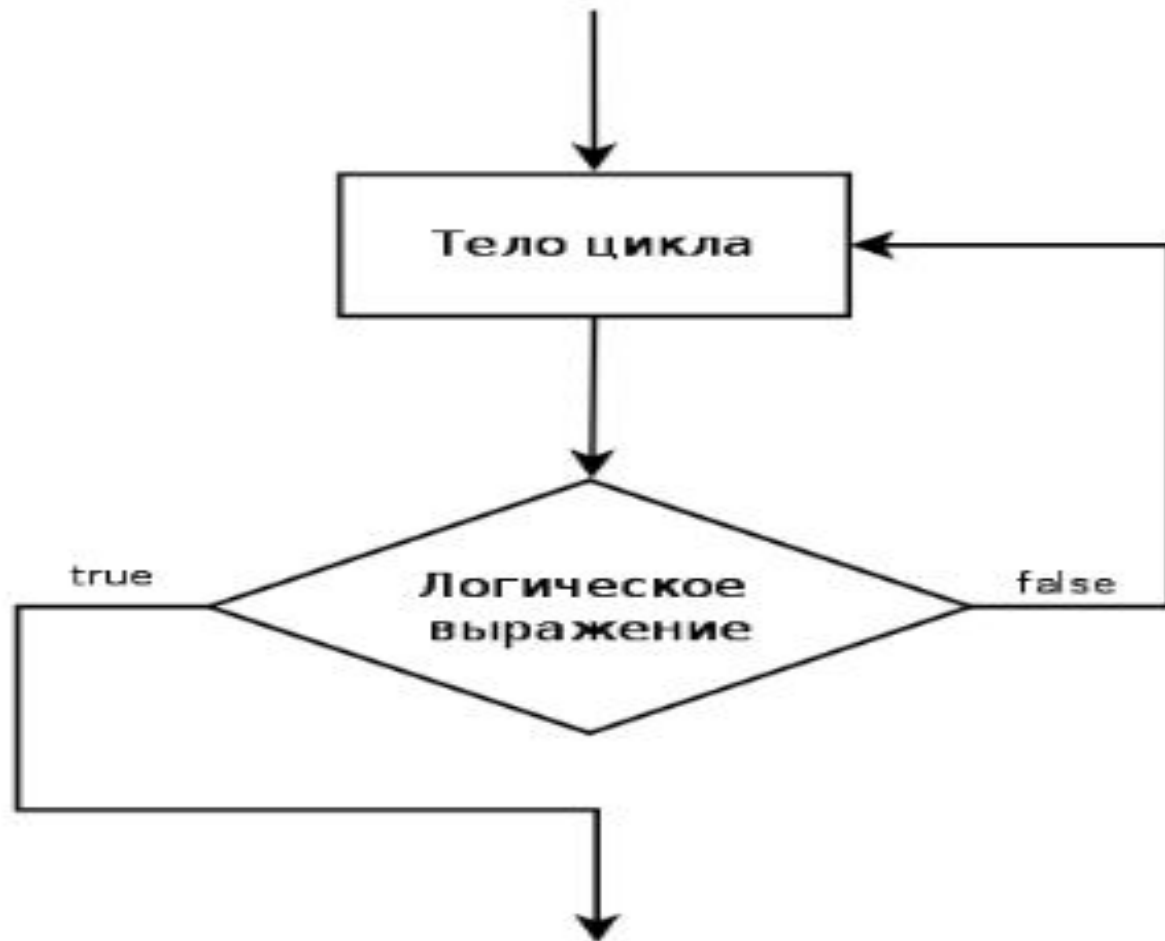 Тело цикла
true
Логическое
выражение
false